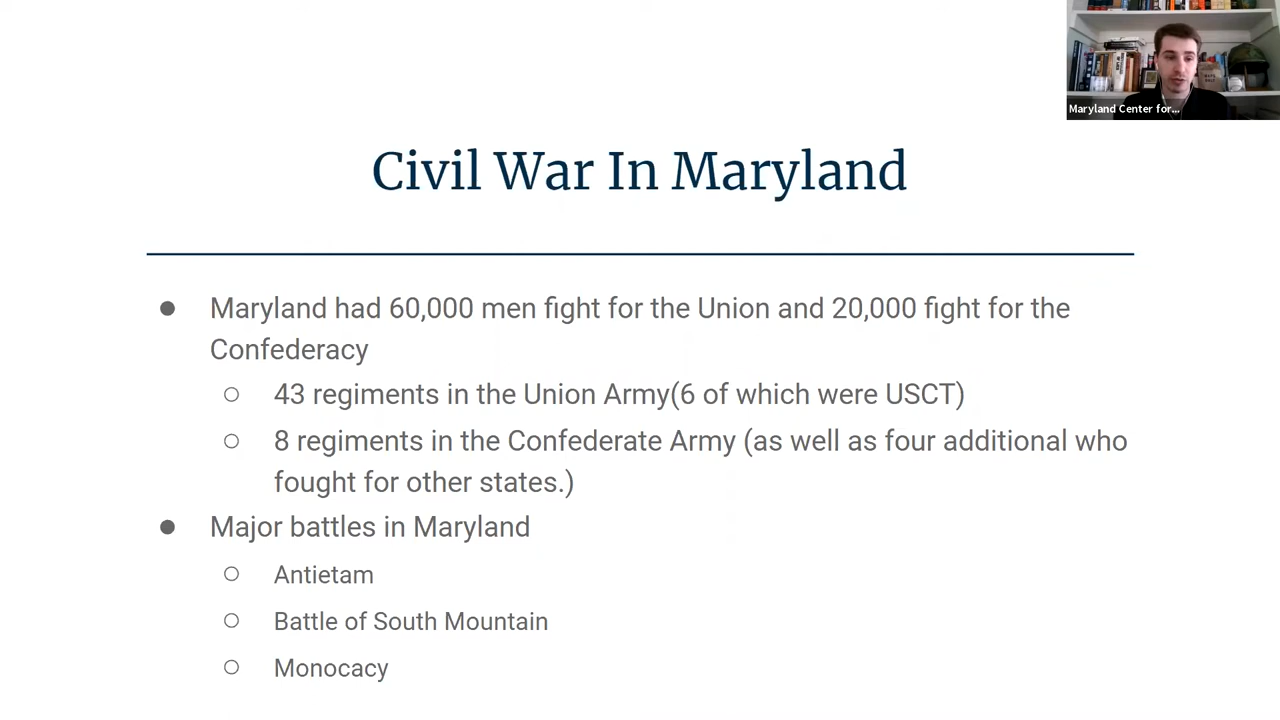 Maryland Center for...
Civil War In Maryland
Maryland had 60,000 men fight for the Union and 20,000 fight for the
Confederacy
43 regiments in the Union Army(6 of which were USCT)
8 regiments in the Confederate Army (as well as four additional who
fought for other states.)
Major battles in Maryland
Antietam
Battle of South Mountain
Monocacy